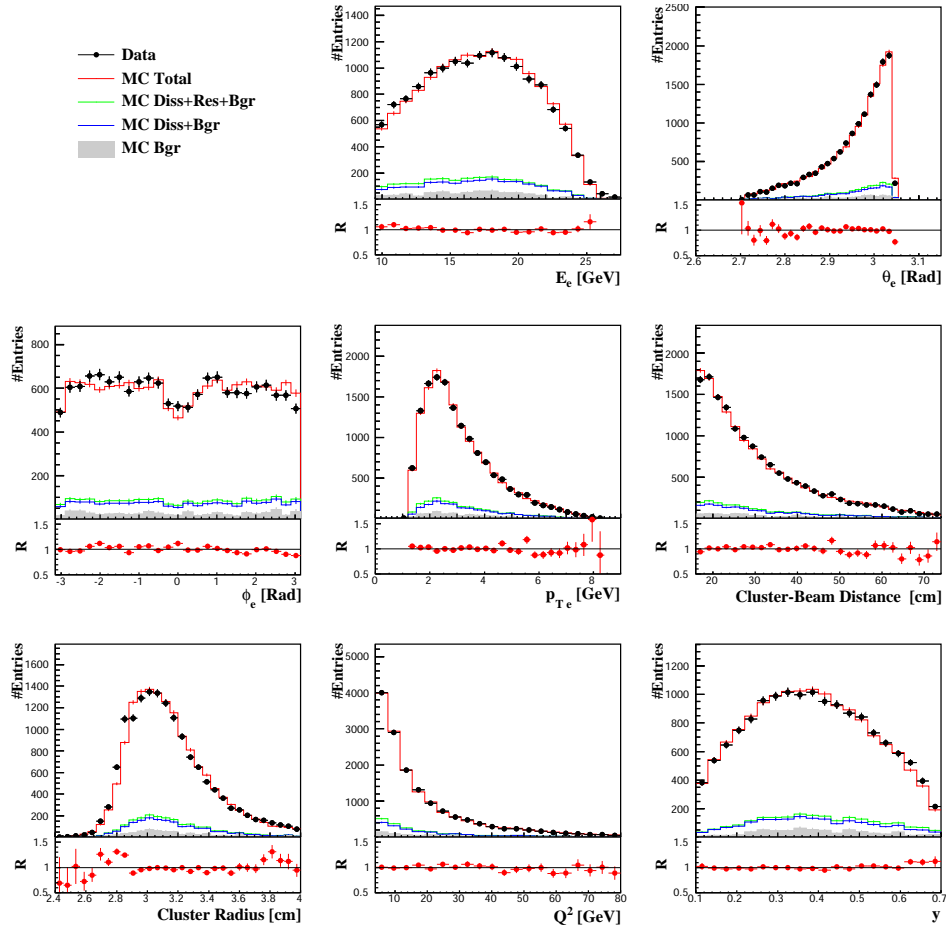 Data
MC Total
MC Diss+Res+Bgr
MC Diss+Bgr
MC Bgr
#Entries
1400
1200
1000
800
600
400
200
R
1.5
1
0.5
10 15 20 25
E_e [GeV]
#Entries
2000
1500
1000
500
R
1.5
1
0.5
2.6 2.7 2.8 2.9 3 3.1
θ_e [Rad]
#Entries
800
600
400
200
R
1.5
1
0.5
-3 -2 -1 0 1 2 3
ϕ_e [Rad]
#Entries
2000
1500
1000
500
R
1.5
1
0.5
0 2 4 6 8
p_T e [GeV]
#Entries
2000
1500
1000
500
R
1.5
1
0.5
20 30 40 50 60 70
Cluster-Beam Distance [cm]
#Entries
1600
1400
1200
1000
800
600
400
200
R
1.5
1
0.5
2.4 2.6 2.8 3 3.2 3.4 3.6 3.8 4
Cluster Radius [cm]
#Entries
5000
4000
3000
2000
1000
R
1.5
1
0.5
10 20 30 40 50 60 70 80
Q² [GeV]
#Entries
1200
1000
800
600
400
200
R
1.5
1
0.5
0.1 0.2 0.3 0.4 0.5 0.6 0.7
y